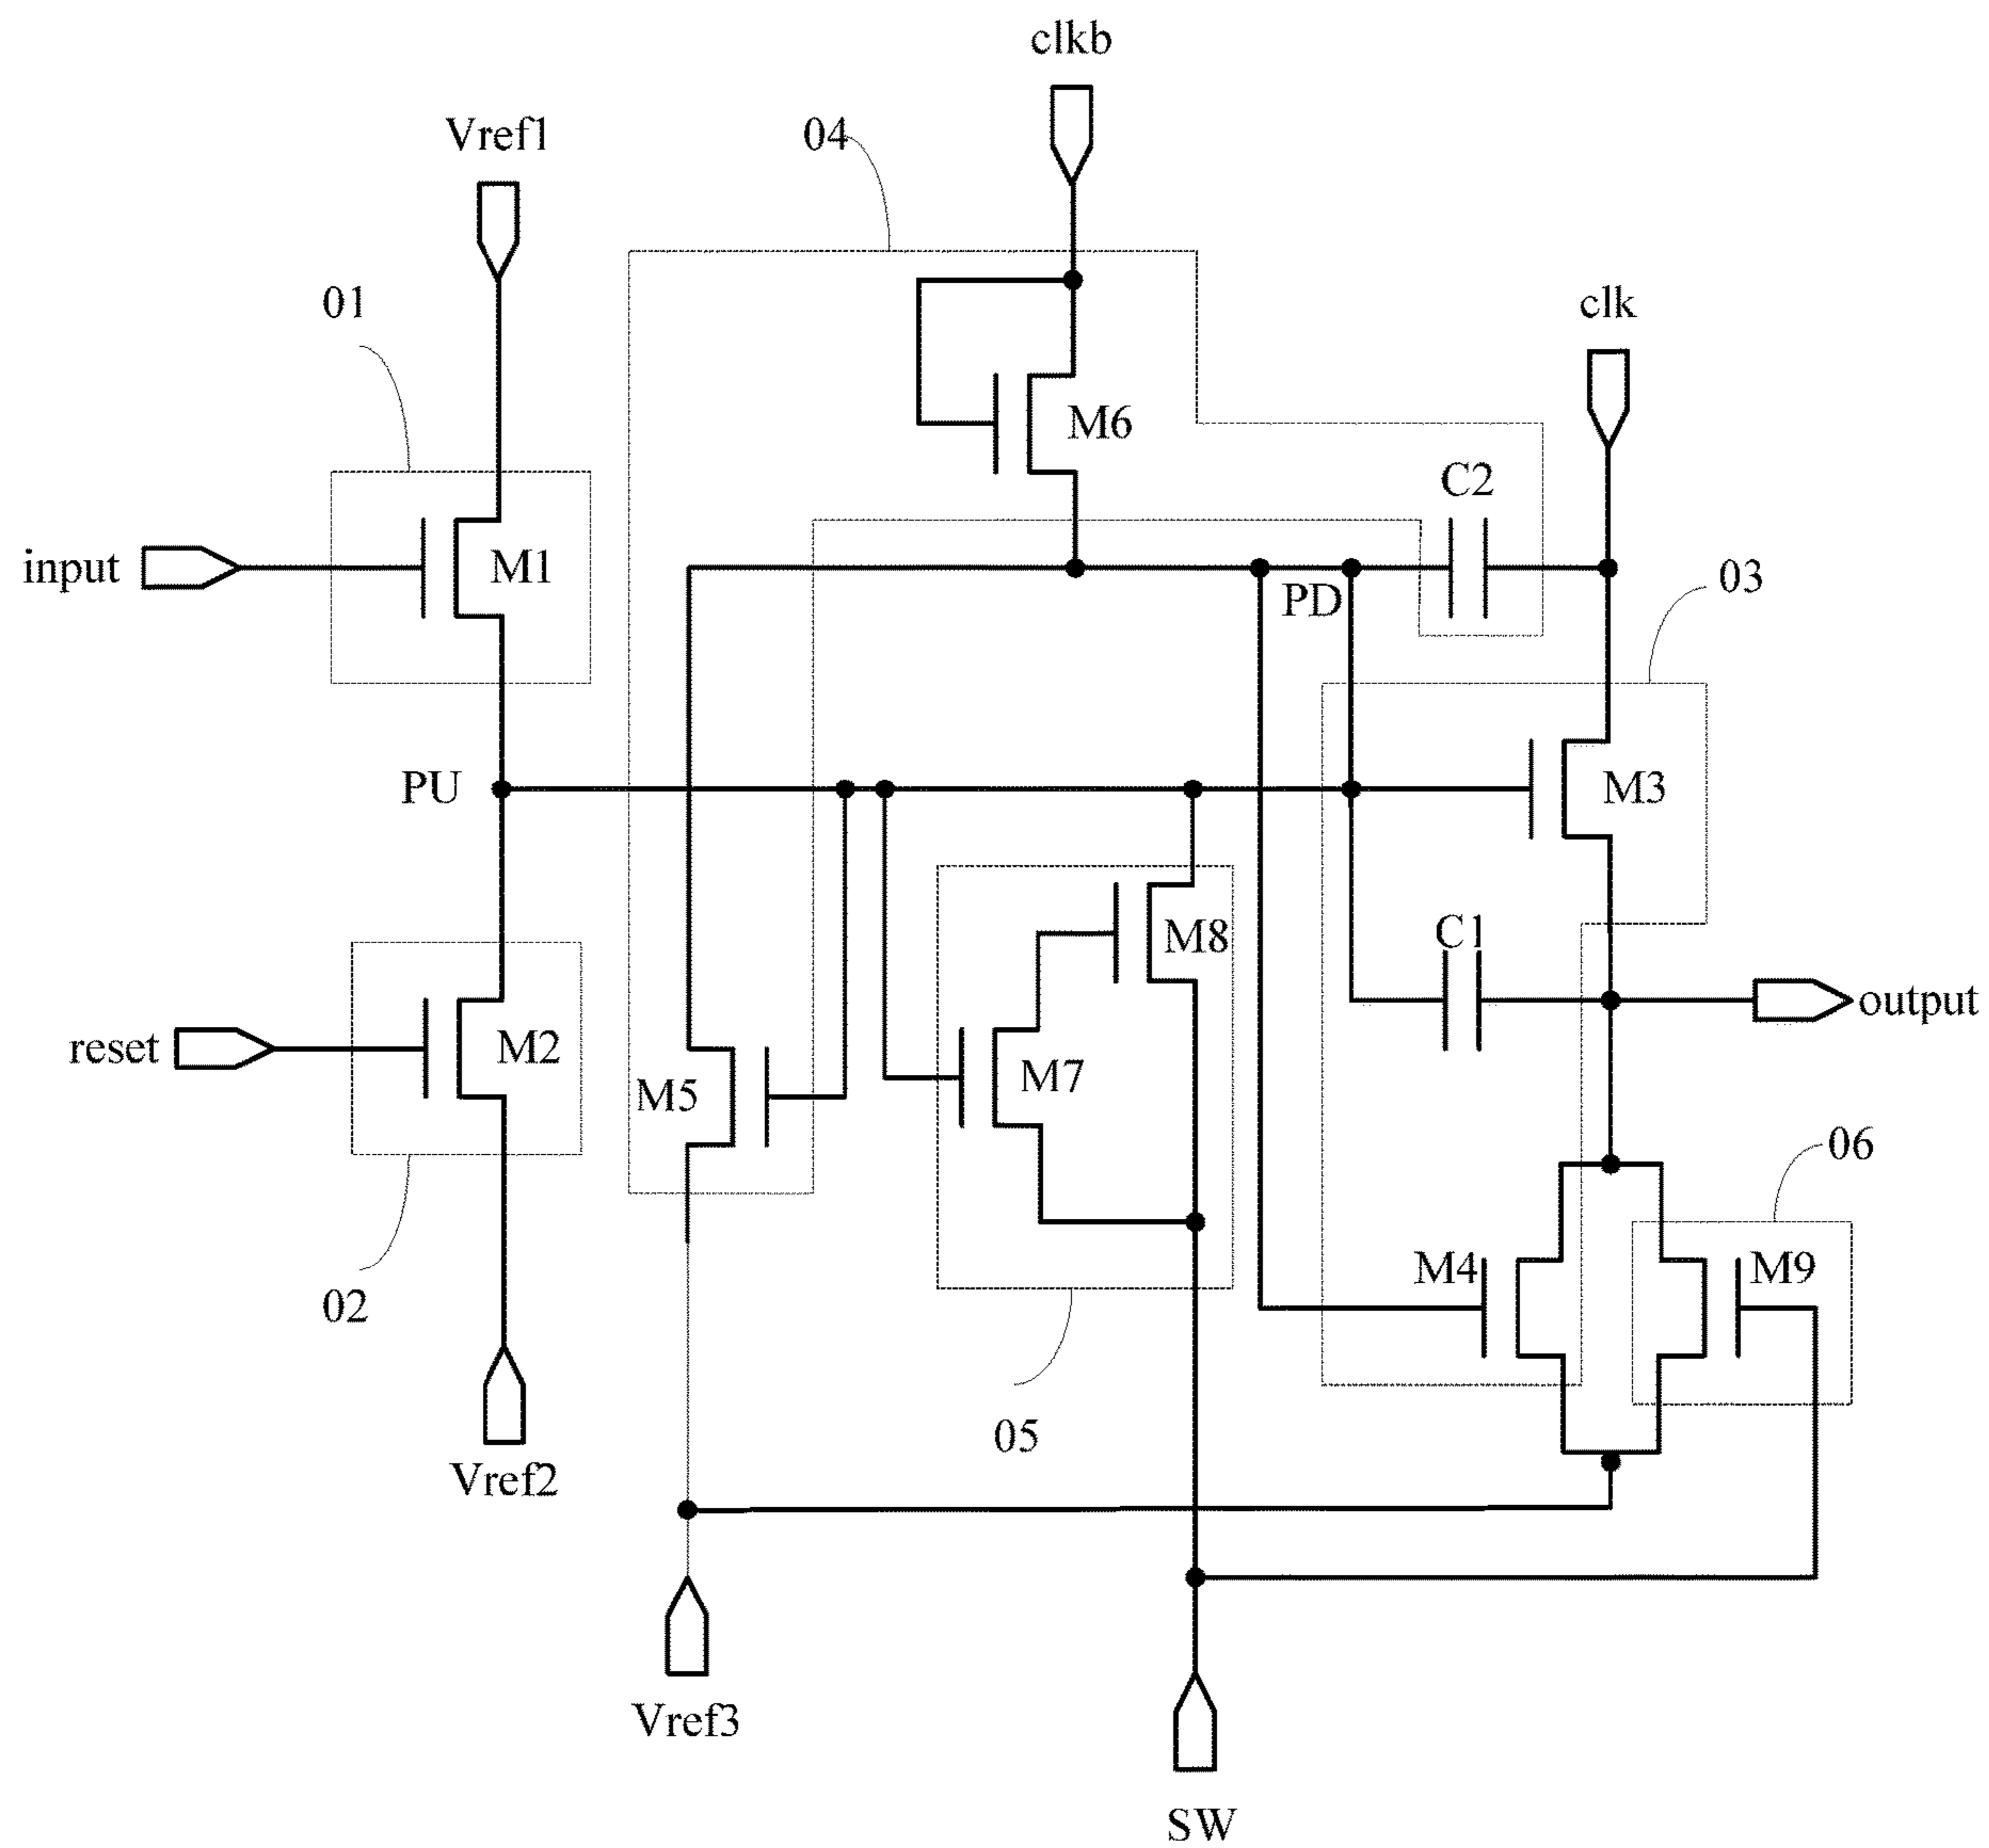 clkb
Vref1
04
01
clk
M6
C2
input
M1
PD
03
PU
M3
M8
C1
output
reset
M2
M7
M5
06
M4
M9
02
05
Vref2
Vref3
SW